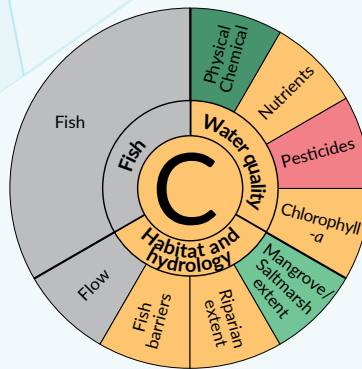 C
Water quality
Habitat and
hydrology
Fish
Physical
Chemical
Nutrients
Pesticides
Chlorophyll
-a
Mangrove/
Saltmarsh
extent
Riparian
extent
Fish
barriers
Flow
Fish